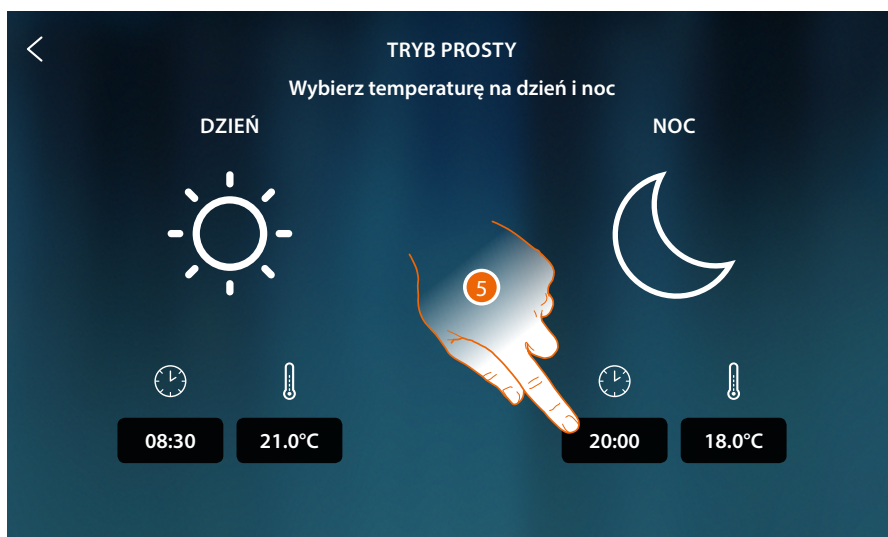 TRYB PROSTY
Wybierz temperaturę na dzień i noc
DZIEŃ
NOC
5
08:30
21.0°C
20:00
18.0°C